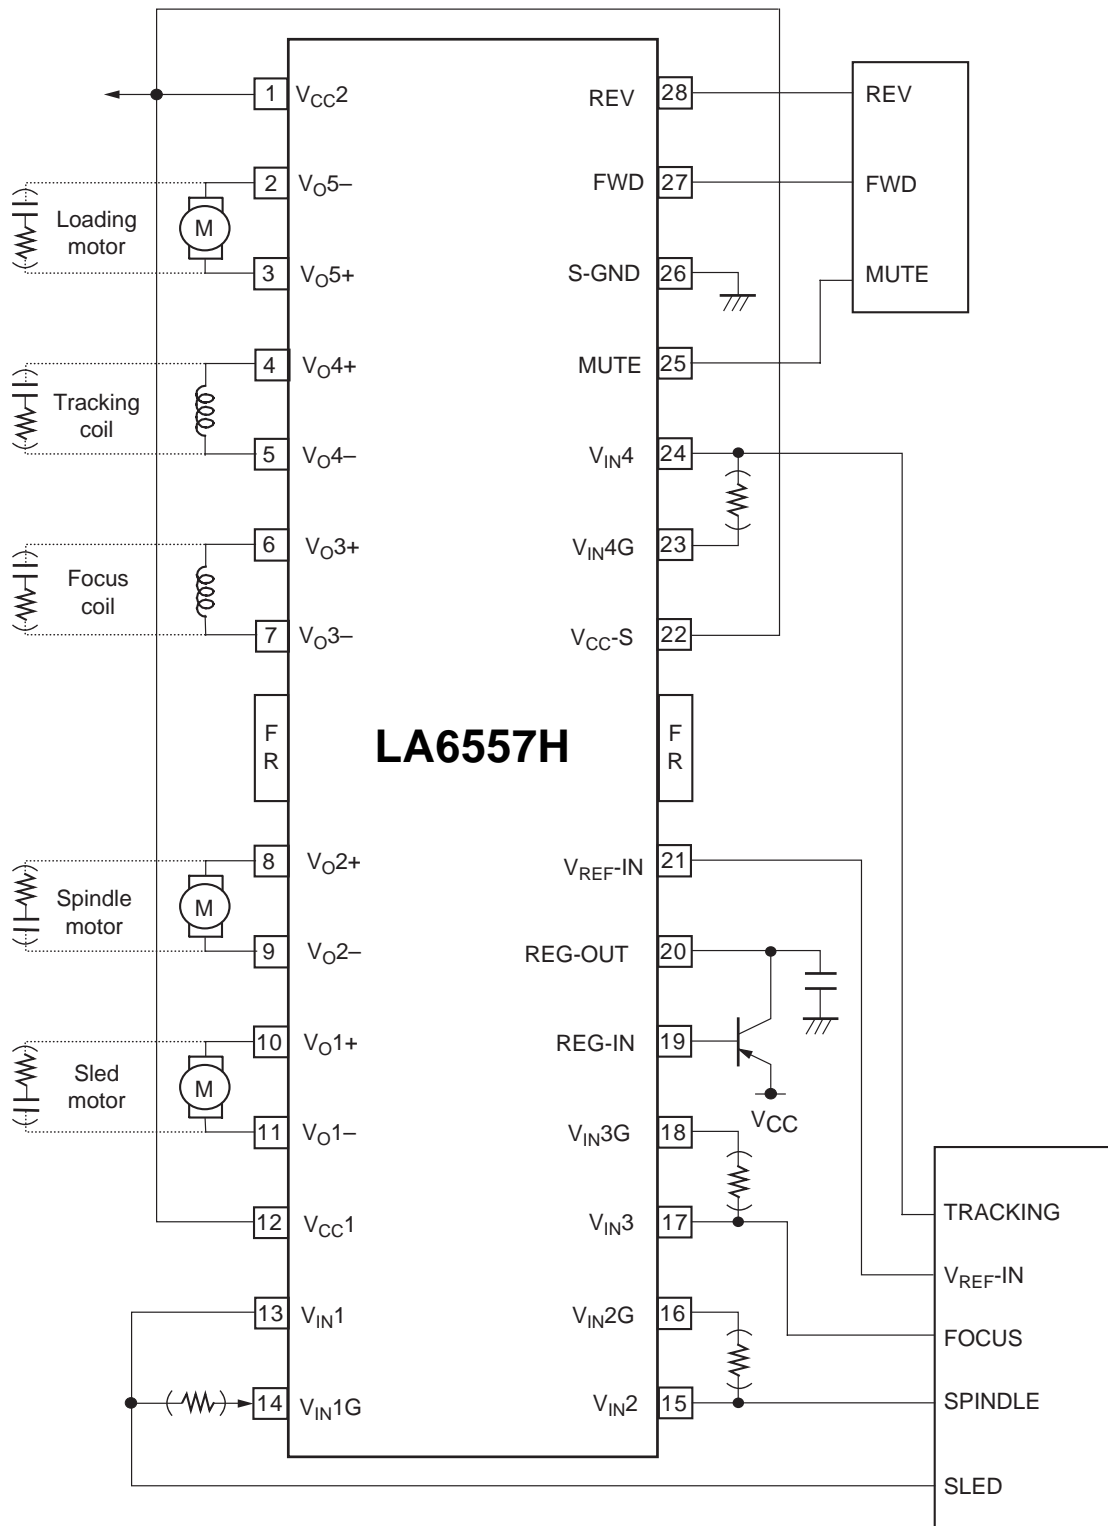 1 VCC2
2 VO5–
3 VO5+
4 VO4+
5 VO4–
6 VO3+
7 VO3–
F
R
8 VO2+
9 VO2–
10 VO1+
11 VO1–
12 VCC1
13 VIN1
14 VIN1G
Loading
motor
M
Tracking
coil
Focus
coil
Spindle
motor
M
Sled
motor
M
LA6557H
REV 28
FWD 27
S-GND 26
MUTE 25
VIN4 24
VIN4G 23
VCC-S 22
F
R
VREF-IN 21
REG-OUT 20
REG-IN 19
VIN3G 18
VIN3 17
VIN2G 16
VIN2 15
VCC
REV
FWD
MUTE
TRACKING
VREF-IN
FOCUS
SPINDLE
SLED